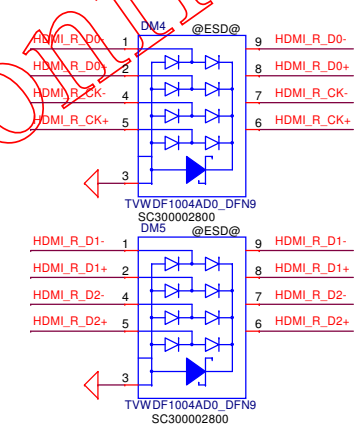 DM4 @ESD@
HDMI_R_D0- 1 9 HDMI_R_D0-
HDMI_R_D0+ 2 8 HDMI_R_D0+
HDMI_R_CK- 4 7 HDMI_R_CK-
HDMI_R_CK+ 5 6 HDMI_R_CK+
3
TVWDF1004AD0_DFN9
SC300002800
DM5 @ESD@
HDMI_R_D1- 1 9 HDMI_R_D1-
HDMI_R_D1+ 2 8 HDMI_R_D1+
HDMI_R_D2- 4 7 HDMI_R_D2-
HDMI_R_D2+ 5 6 HDMI_R_D2+
3
TVWDF1004AD0_DFN9
SC300002800